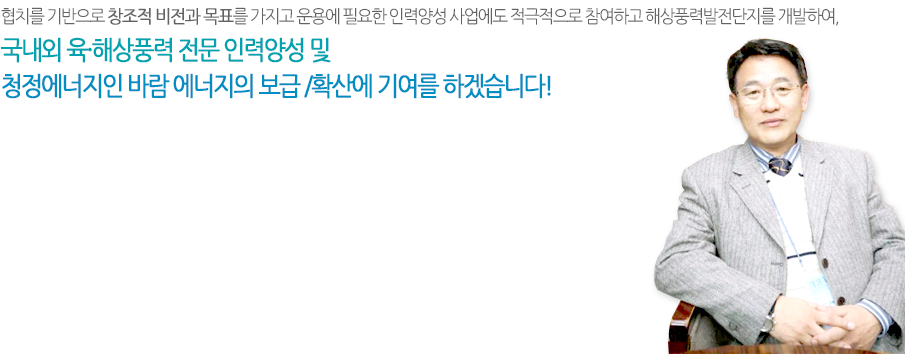 협치를 기반으로 창조적 비전과 목표를 가지고 운용에 필요한 인력양성 사업에도 적극적으로 참여하고 해상풍력발전단지를 개발하여,
국내외 육·해상풍력 전문 인력양성 및
청정에너지인 바람 에너지의 보급 /확산에 기여를 하겠습니다!